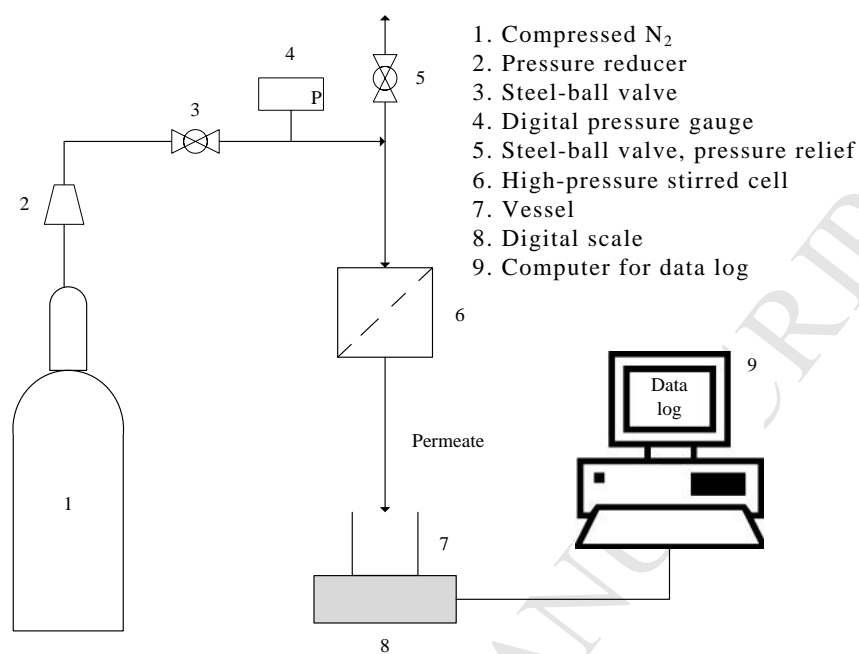 1. Compressed N₂
2. Pressure reducer
3. Steel-ball valve
4. Digital pressure gauge
5. Steel-ball valve, pressure relief
6. High-pressure stirred cell
7. Vessel
8. Digital scale
9. Computer for data log
4
P
5
3
2
6
9
Data
log
Permeate
1
7
8